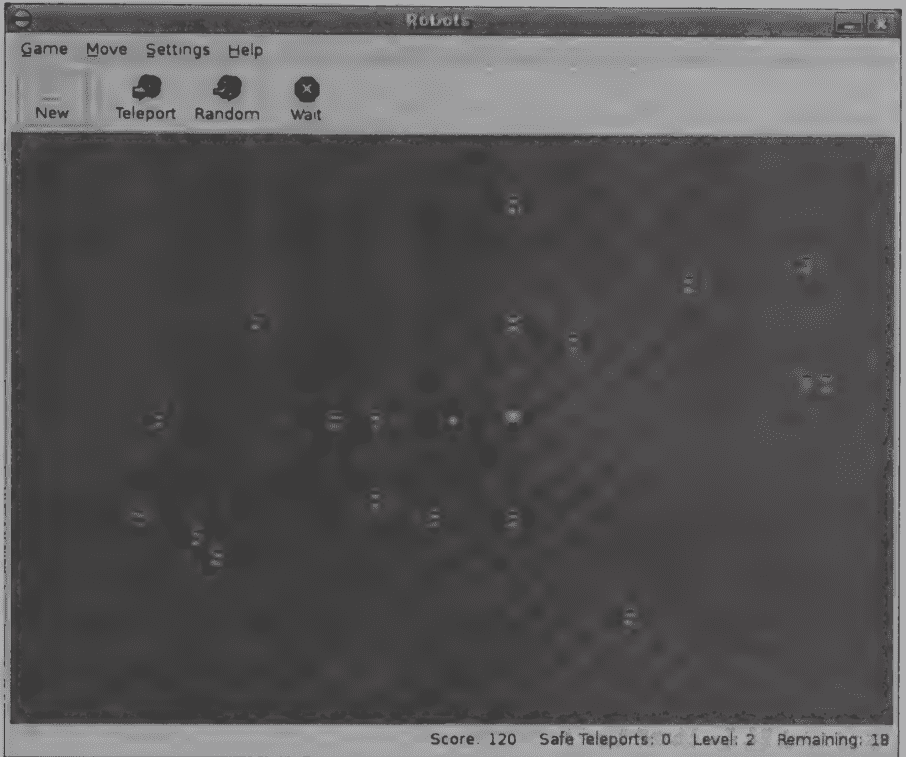 Robots
Game Move Settings Help
New Teleport Random Wait
Score. 120 Safe Teleports: 0 Level: 2 Remaining: 18